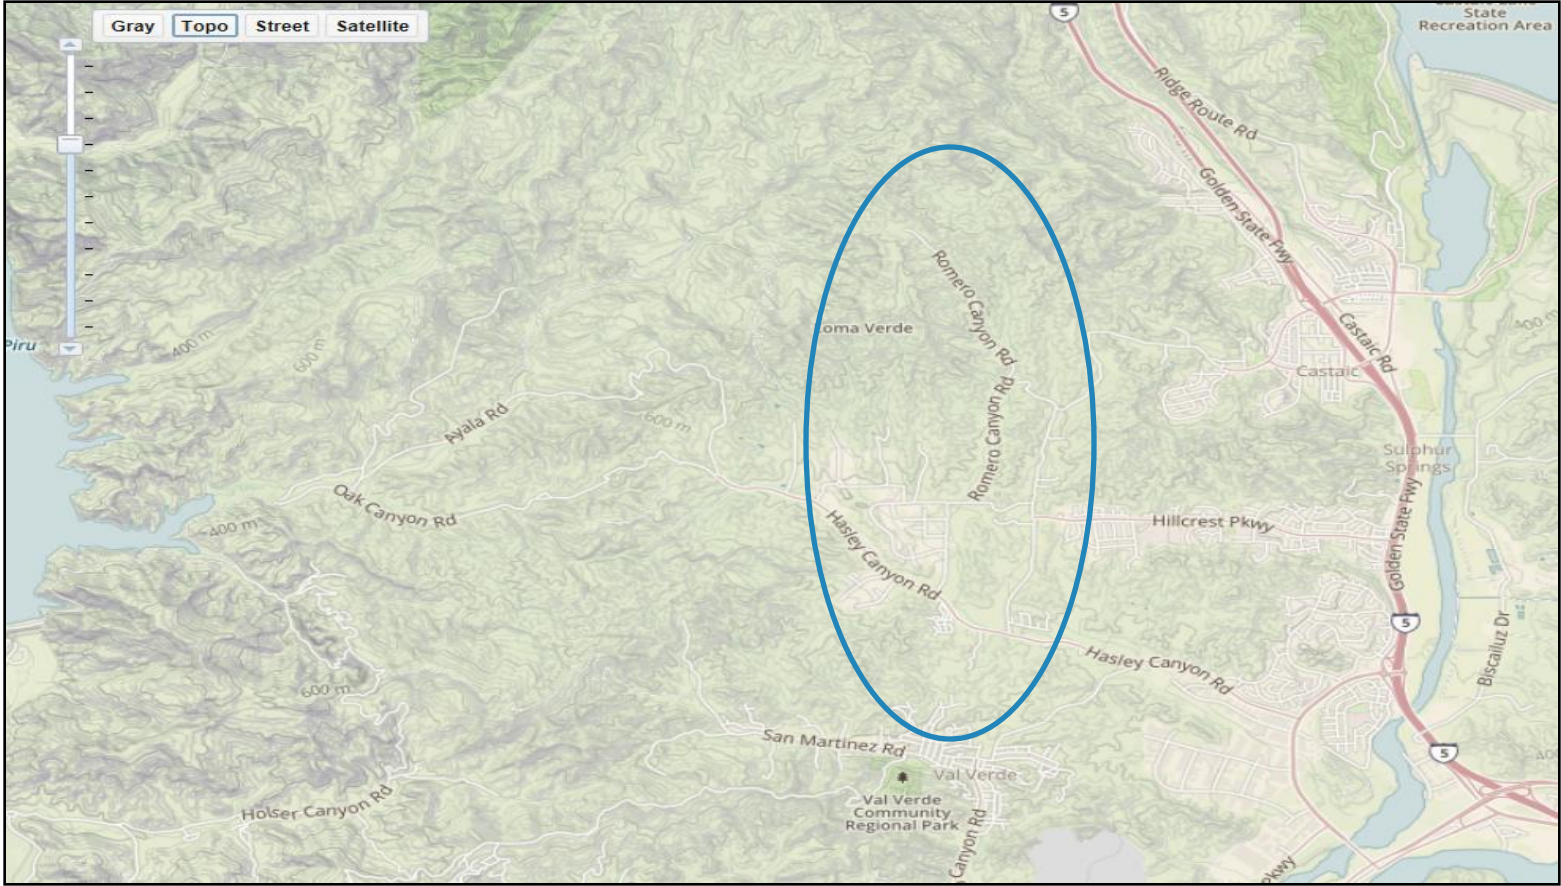 Gray Topo Street Satellite
5
State
Recreation Area
Ridge Route Rd
Golden State Fwy
Romero Canyon Rd
Castaic Rd
400 m
oma Verde
Piru
400 m
600 m
Castaic
Romero Canyon Rd
Ayala Rd
600 m
Sulphur
Springs
Oak Canyon Rd
400 m
Hasley Canyon Rd
Hillcrest Pkwy
Golden State Fwy
5
Biscailuz Dr
Hasley Canyon Rd
600 m
San Martinez Rd
5
400
Val Verde
Val Verde
Community
Regional Park
Holser Canyon Rd
Canyon Rd
Pkwy